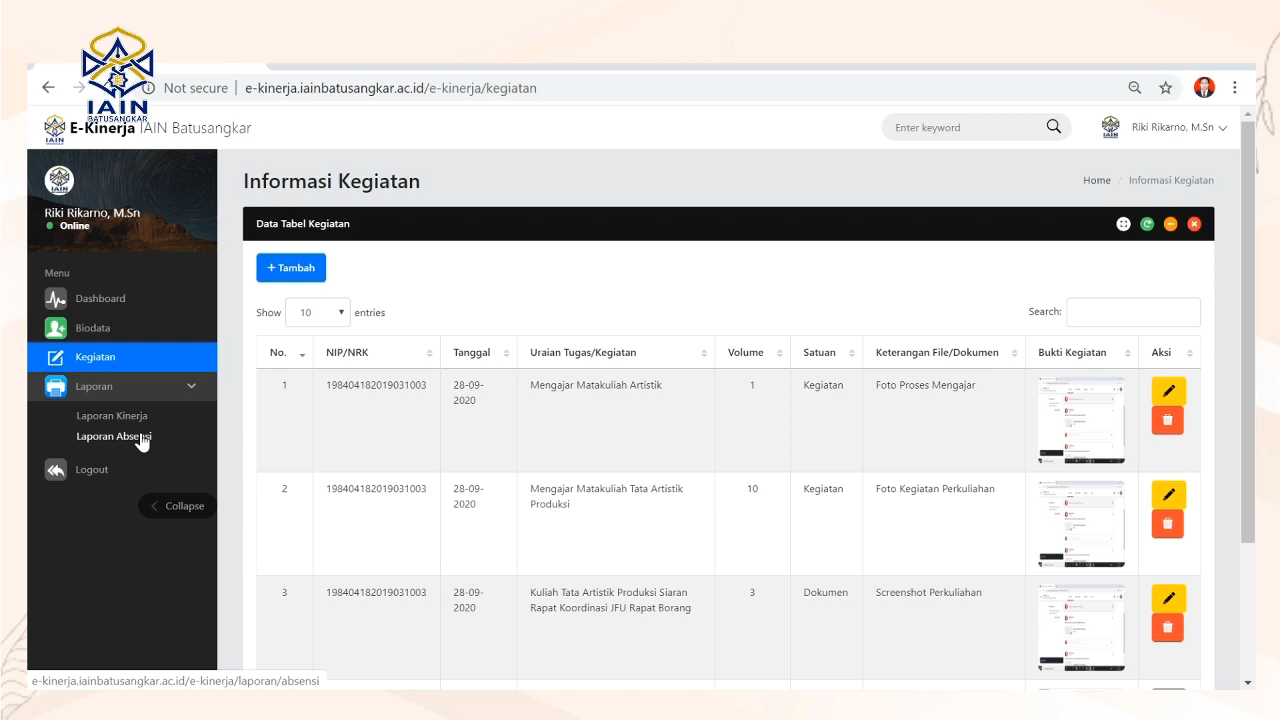 IAIN
BATUSANGKAR
Not secure
e-kinerja.iainbatusangkar.ac.id/e-kinerja/kegiatan
E-Kinerja IAIN Batusangkar
Enter keyword
Riki Rikarno, M.Sn
Riki Rikarno, M.Sn
Online
Menu
Dashboard
Biodata
Kegiatan
Laporan
Laporan Kinerja
Laporan Absensi
Logout
Collapse
Informasi Kegiatan
Home / Informasi Kegiatan
Data Tabel Kegiatan
+ Tambah
Show 10 entries
Search:
No. NIP/NRK Tanggal Uraian Tugas/Kegiatan Volume Satuan Keterangan File/Dokumen Bukti Kegiatan Aksi
1 198404182019031003 28-09- Mengajar Matakuliah Artistik 1 Kegiatan Foto Proses Mengajar
2020
2 198404182019031003 28-09- Mengajar Matakuliah Tata Artistik 10 Kegiatan Foto Kegiatan Perkuliahan
2020 Produksi
3 198404182019031003 28-09- Kuliah Tata Artistik Produksi Siaran 3 Dokumen Screenshot Perkuliahan
2020 Rapat Koordinasi JFU Rapat Borang
e-kinerja.iainbatusangkar.ac.id/e-kinerja/laporan/absensi